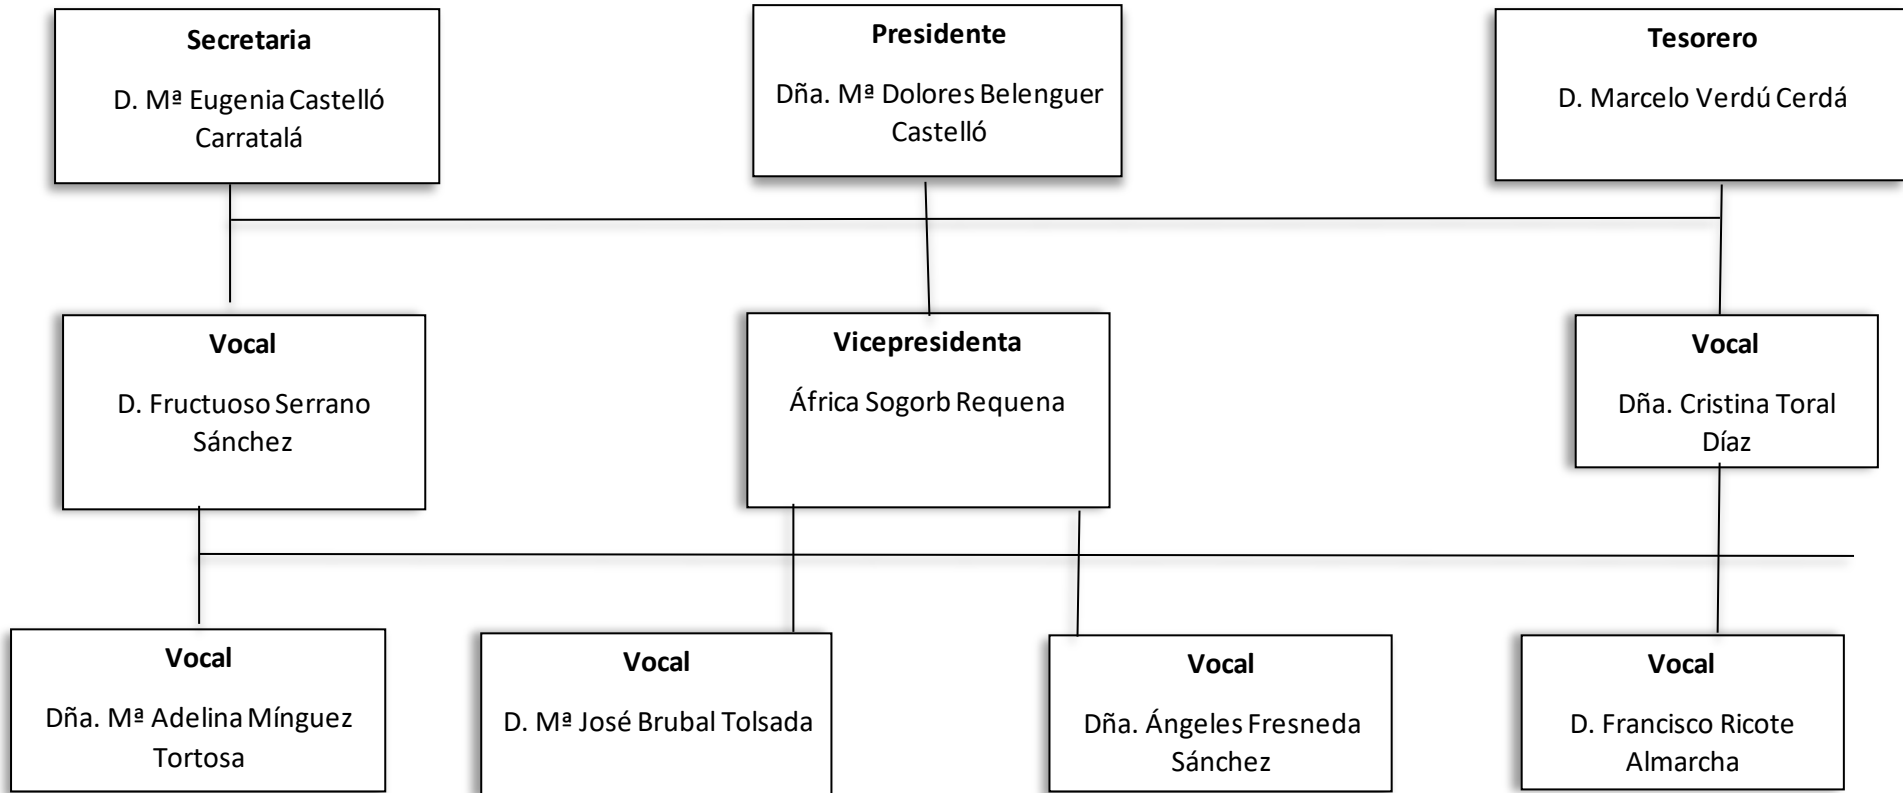 Secretaria
D. Mª Eugenia Castelló
Carratalá
Presidente
Dña. Mª Dolores Belenguer
Castelló
Tesorero
D. Marcelo Verdú Cerdá
Vocal
D. Fructuoso Serrano
Sánchez
Vicepresidenta
África Sogorb Requena
Vocal
Dña. Cristina Toral
Díaz
Vocal
Dña. Mª Adelina Mínguez
Tortosa
Vocal
D. Mª José Brubal Tolsada
Vocal
Dña. Ángeles Fresneda
Sánchez
Vocal
D. Francisco Ricote
Almarcha